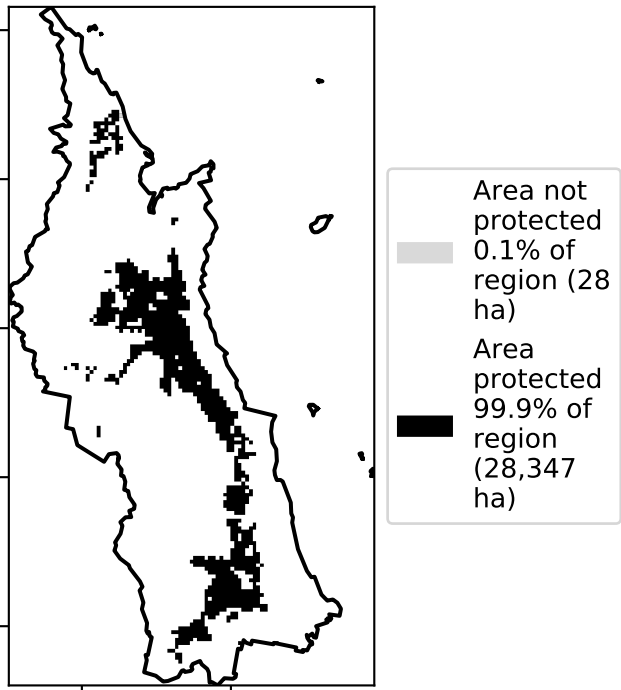 Area not
protected
0.1% of
region (28
ha)
Area
protected
99.9% of
region
(28,347
ha)